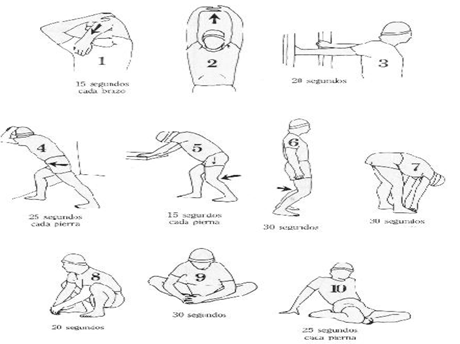 1
15 segundos
cada brazo
2
3
20 segundos
4
25 segundos
cada pierra
5
15 segundos
cada pierna
6
30 segundos
7
30 segundos
8
20 segundos
9
30 segundos
10
25 segundos
cada pierna